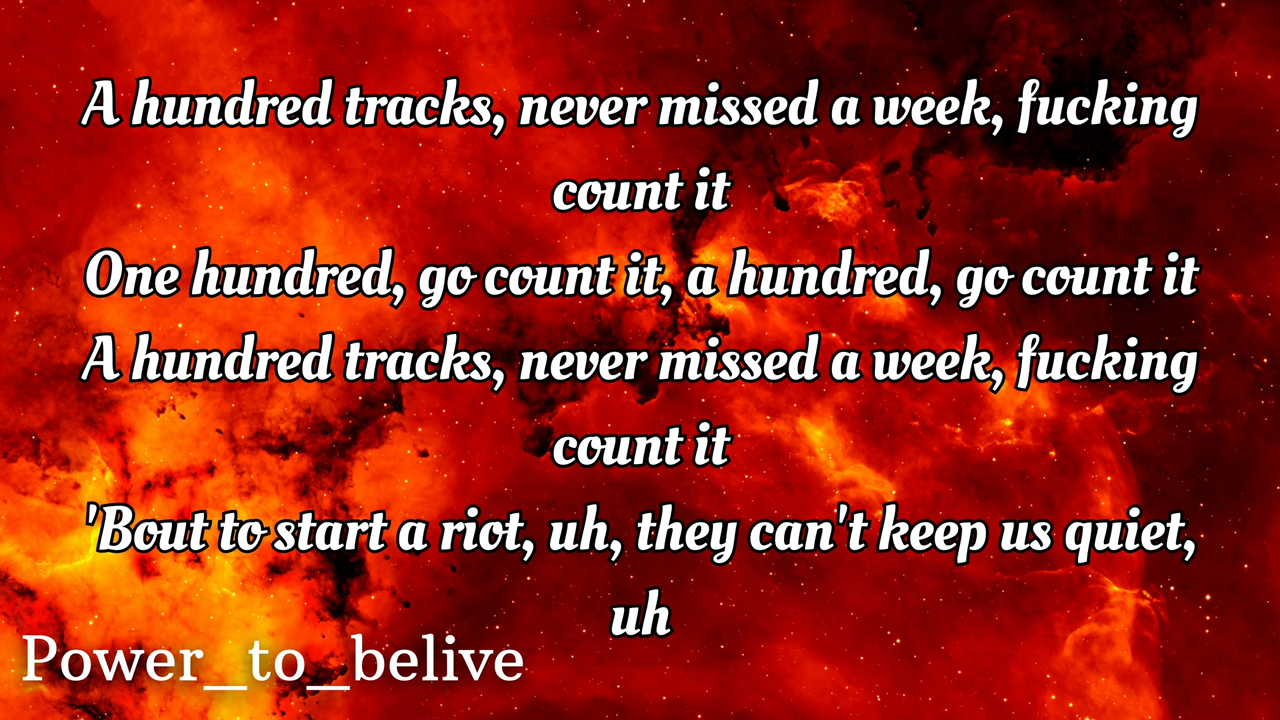 A hundred tracks, never missed a week, fucking
count it
One hundred, go count it, a hundred, go count it
A hundred tracks, never missed a week, fucking
count it
'Bout to start a riot, uh, they can't keep us quiet,
uh
Power_to_belive